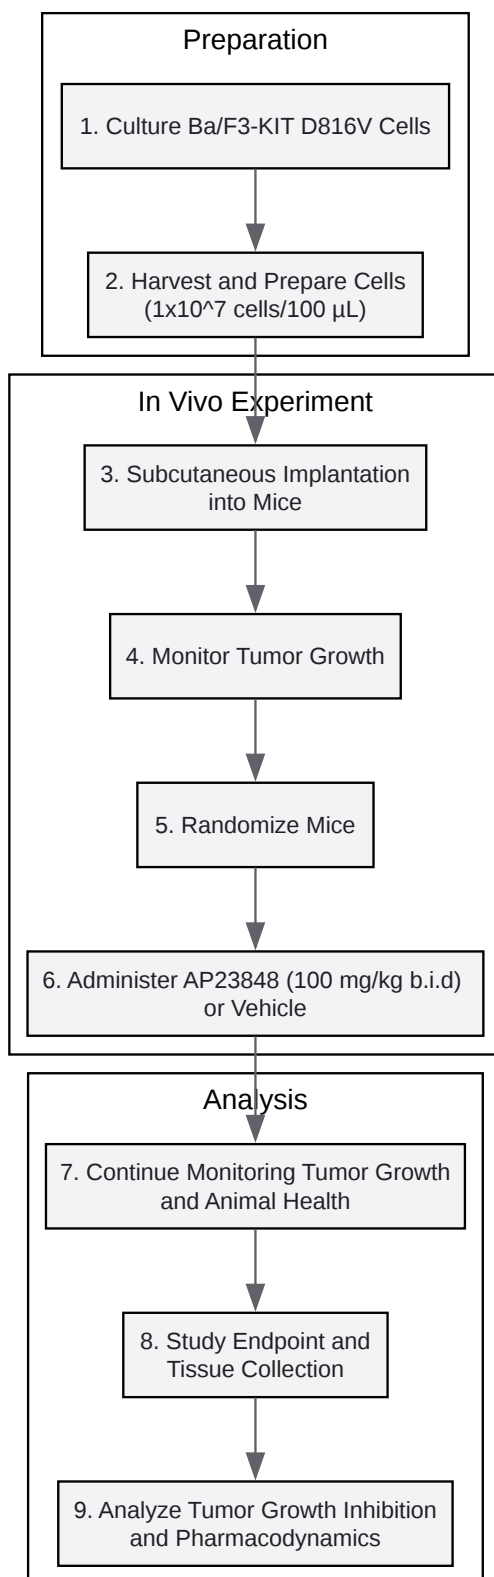 Preparation
1. Culture Ba/F3-KIT D816V Cells
2. Harvest and Prepare Cells
(1x10^7 cells/100 µL)
In Vivo Experiment
3. Subcutaneous Implantation
into Mice
4. Monitor Tumor Growth
5. Randomize Mice
6. Administer AP23848 (100 mg/kg b.i.d)
or Vehicle
Analysis
7. Continue Monitoring Tumor Growth
and Animal Health
8. Study Endpoint and
Tissue Collection
9. Analyze Tumor Growth Inhibition
and Pharmacodynamics